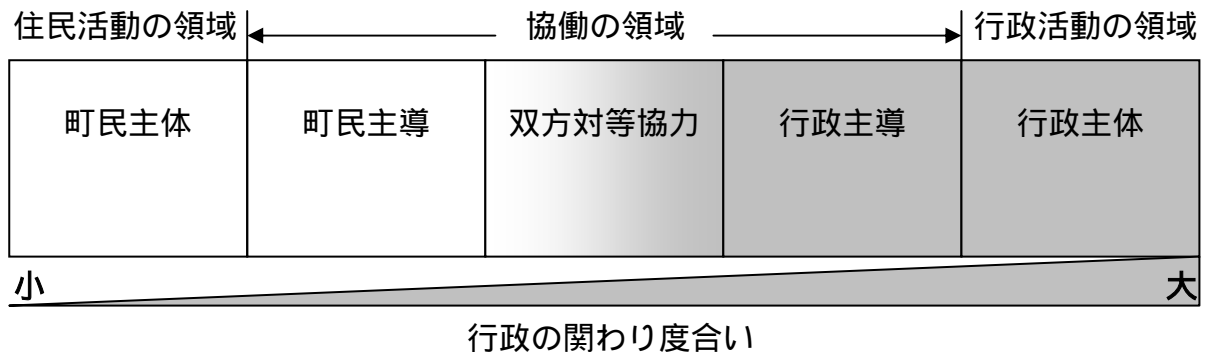 住民活動の領域 協働の領域 行政活動の領域
町民主体 町民主導 双方対等協力 行政主導 行政主体
小 大
行政の関わり度合い